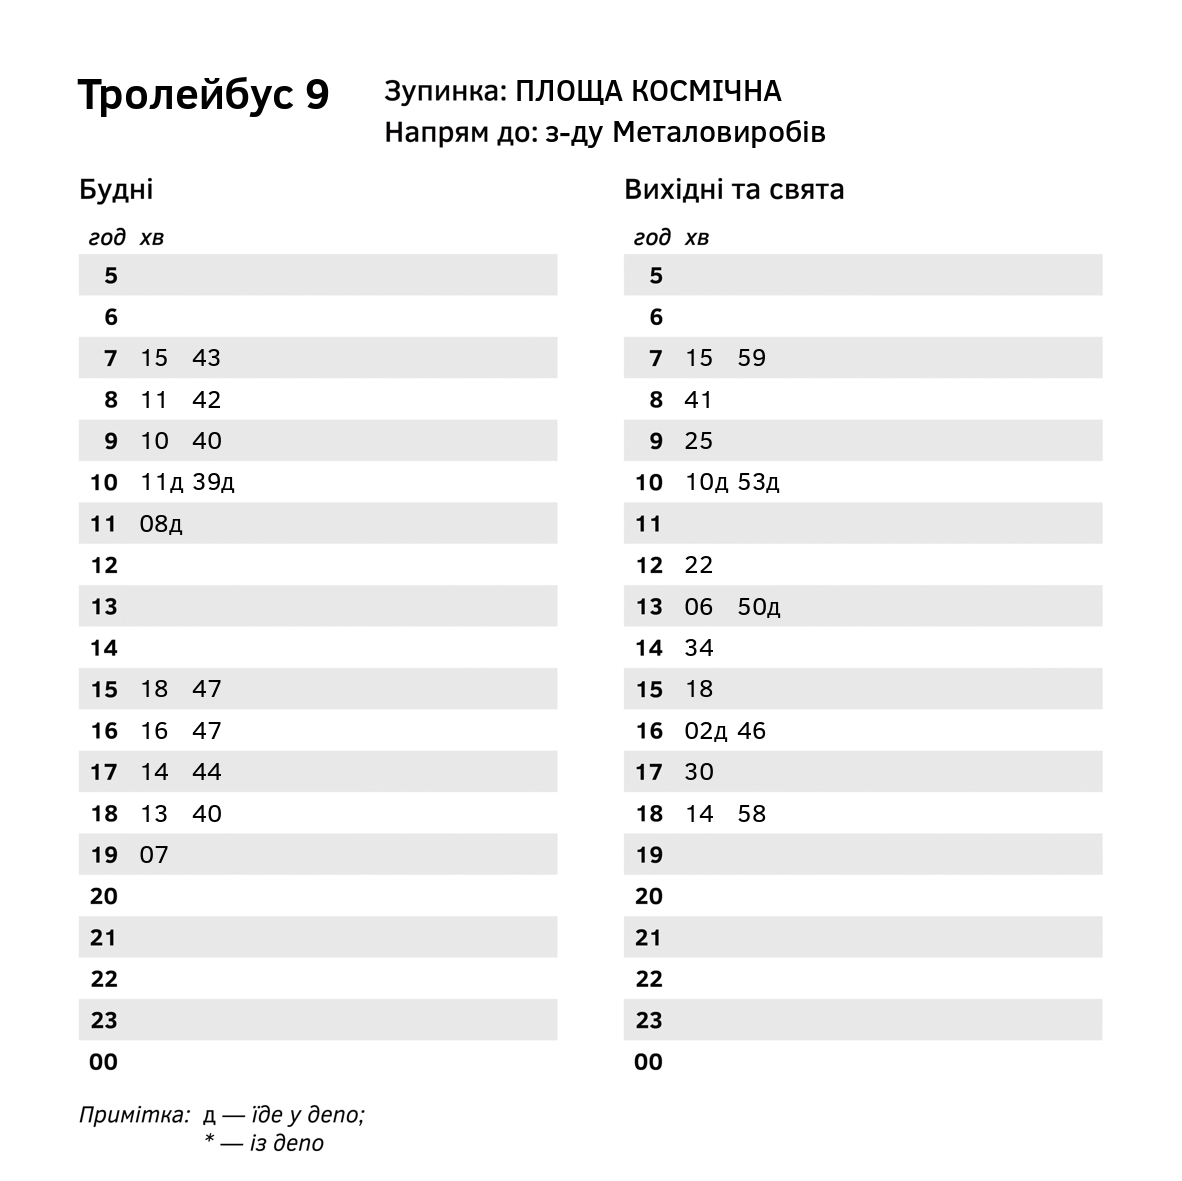 Тролейбус 9
Зупинка: ПЛОЩА КОСМІЧНА
Напрям до: з-ду Металовиробів
Будні
год хв
5
6
7 15 43
8 11 42
9 10 40
10 11д 39д
11 08д
12
13
14
15 18 47
16 16 47
17 14 44
18 13 40
19 07
20
21
22
23
00
Вихідні та свята
год хв
5
6
7 15 59
8 41
9 25
10 10д 53д
11
12 22
13 06 50д
14 34
15 18
16 02д 46
17 30
18 14 58
19
20
21
22
23
00
Примітка: д — їде у депо;
* — із депо